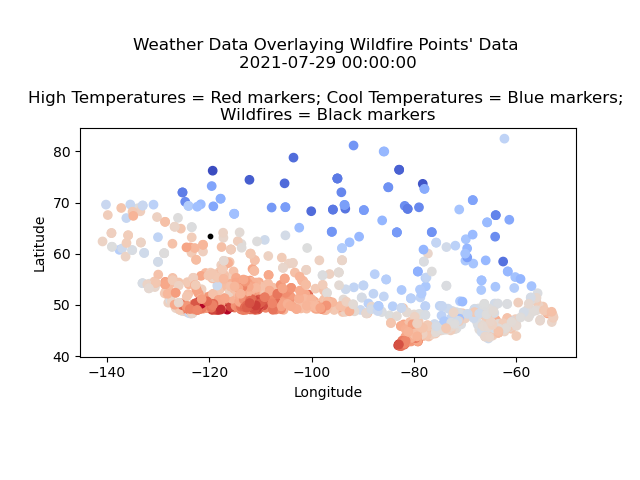 Weather Data Overlaying Wildfire Points' Data
2021-07-29 00:00:00
High Temperatures = Red markers; Cool Temperatures = Blue markers;
Wildfires = Black markers
80
70
60
50
40
Latitude
−140
−120
−100
−80
−60
Longitude